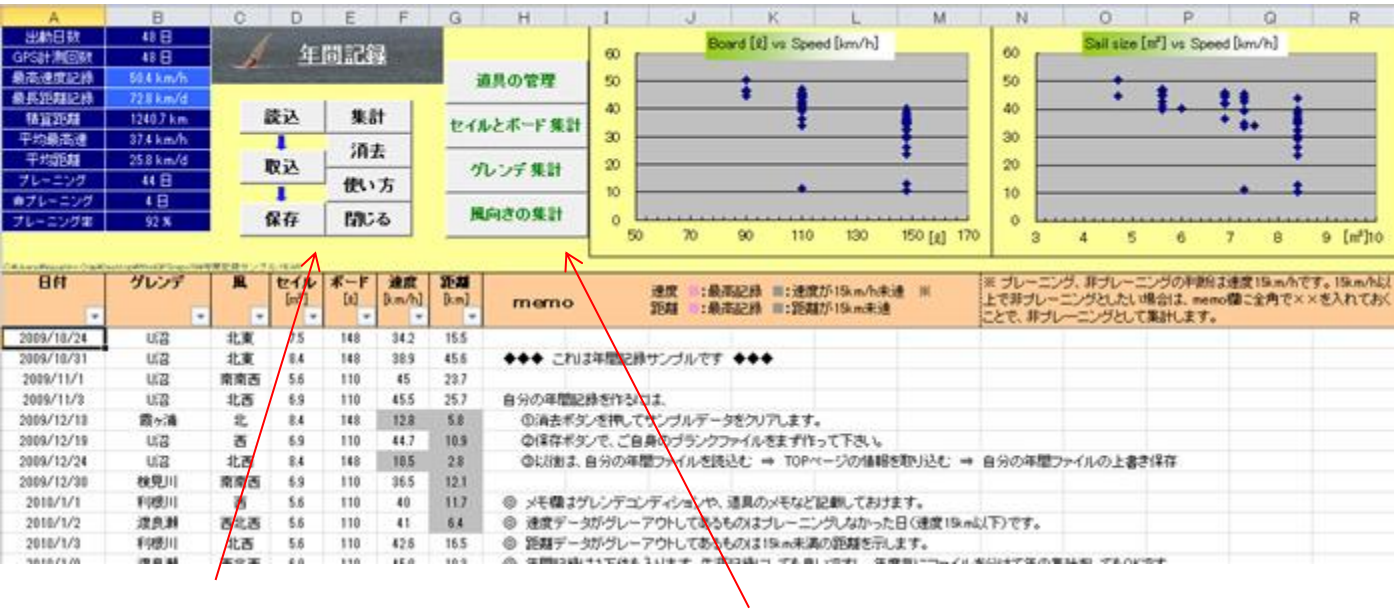 A B C D E F G H I J K L M N O P Q R
出動日数 48 日
GPS計測回数 48 日
最高速度記録 50.4 km/h
最長距離記録 72.8 km/d
積算距離 1240.7 km
平均最高速 37.4 km/h
平均距離 25.8 km/d
プレーニング 44 日
非プレーニング 4 日
プレーニング率 92 %
年間記録
読込 集計
消去
取込
使い方
保存 閉じる
道具の管理
セイルとボード集計
グレンデ集計
風向きの集計
Board [ℓ] vs Speed [km/h]
60
50
40
30
20
10
0
50 70 90 110 130 150 [ℓ] 170
Sail size [m²] vs Speed [km/h]
60
50
40
30
20
10
0
3 4 5 6 7 8 9 [m²]10
日付 グレンデ 風 セイル[m²] ボード[ℓ] 速度[km/h] 距離[km] memo
速度 ■:最高記録 ■:速度が15km/h未達 ※
距離 ■:最高記録 ■:距離が15km未達
※ プレーニング、非プレーニングの判断は速度15km/hです。15km/h以
上で非プレーニングとしたい場合は、memo欄に全角で××を入れておく
ことで、非プレーニングとして集計します。
2009/10/24 U沼 北東 7.5 148 34.2 15.5
2009/10/31 U沼 北東 8.4 148 38.9 45.6 ◆◆◆ これは年間記録サンプルです ◆◆◆
2009/11/1 U沼 南南西 5.6 110 45 23.7
2009/11/3 U沼 北西 6.9 110 45.5 25.7 自分の年間記録を作るには、
2009/12/13 霞ヶ浦 北 8.4 148 12.8 5.8 ①消去ボタンを押してサンプルデータをクリアします。
2009/12/19 U沼 西 6.9 110 44.7 10.9 ②保存ボタンで、ご自身のブランクファイルをまず作って下さい。
2009/12/24 U沼 北西 8.4 148 10.5 2.8 ③以後は、自分の年間ファイルを読込む ⇒ TOPページの情報を取り込む ⇒ 自分の年間ファイルの上書き保存
2009/12/30 検見川 南南西 6.9 110 36.5 12.1
2010/1/1 利根川 西 5.6 110 40 11.7 ◎ メモ欄はグレンデコンディションや、道具のメモなど記載しておけます。
2010/1/2 渡良瀬 西北西 5.6 110 41 6.4 ◎ 速度データがグレーアウトしてあるものはプレーニングしなかった日(速度15km以下)です。
2010/1/3 利根川 北西 5.6 110 42.6 16.5 ◎ 距離データがグレーアウトしてあるものは15km未満の距離を示します。